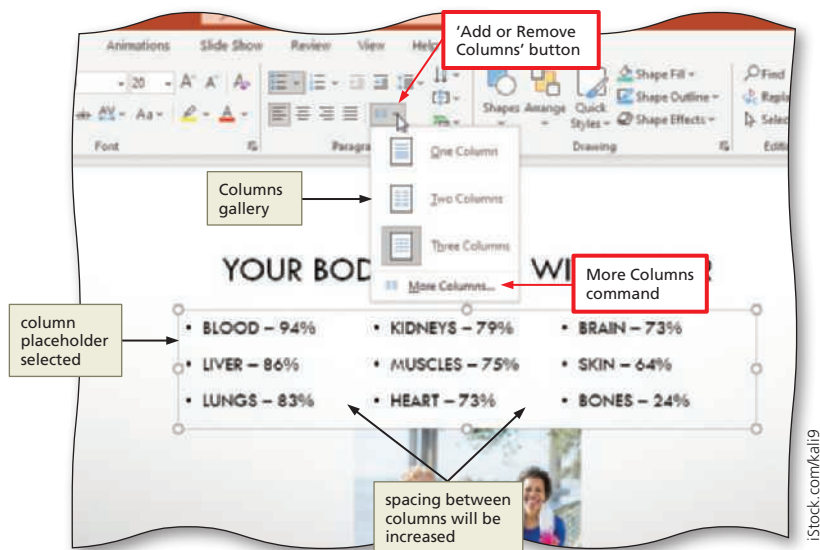 'Add or Remove
Columns' button
Animations Slide Show Review View Help
20 A A A
Find
Shape Fill
Shape Outline
Shape Effects
AV Aa A
Shapes Arrange Quick
Styles
Font
Drawing
One Column
Two Columns
Three Columns
More Columns...
Columns
gallery
More Columns
command
YOUR BOD WI R
column
placeholder
selected
• BLOOD – 94%
• LIVER – 86%
• LUNGS – 83%
• KIDNEYS – 79%
• MUSCLES – 75%
• HEART – 73%
• BRAIN – 73%
• SKIN – 64%
• BONES – 24%
spacing between
columns will be
increased
iStock.com/kali9